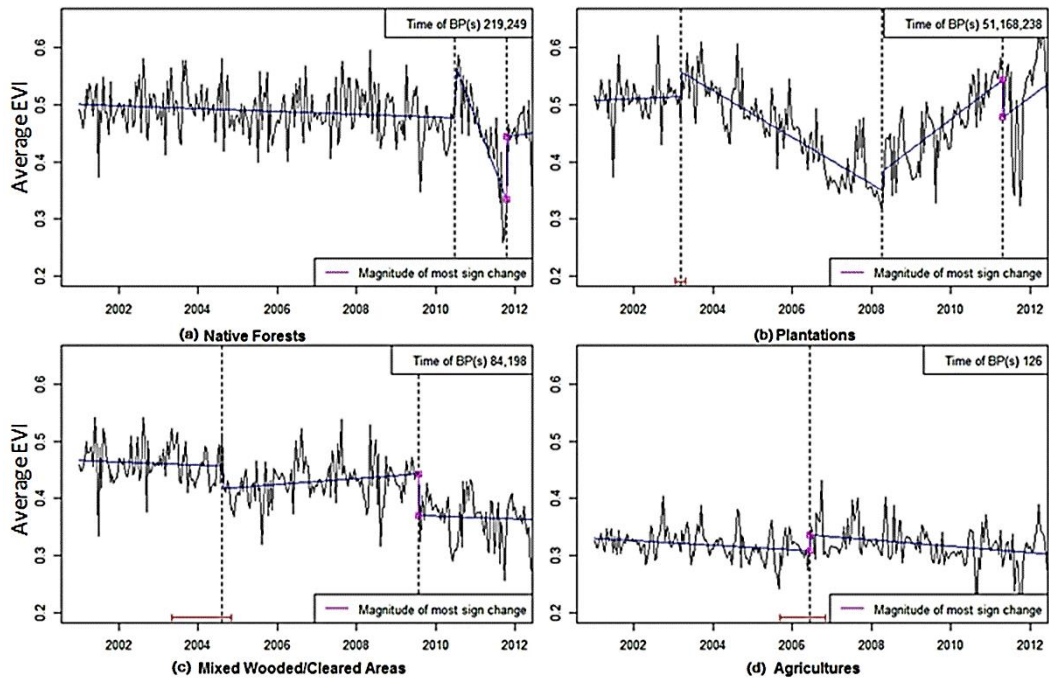 Time of BP(s) 219,249
Time of BP(s) 51,168,238
Average EVI
0.6
0.5
0.4
0.3
0.2
0.6
0.5
0.4
0.3
0.2
Magnitude of most sign change
Magnitude of most sign change
2002 2004 2006 2008 2010 2012
2002 2004 2006 2008 2010 2012
(a) Native Forests
(b) Plantations
Time of BP(s) 84,198
Time of BP(s) 126
Average EVI
0.6
0.5
0.4
0.3
0.2
0.6
0.5
0.4
0.3
0.2
Magnitude of most sign change
Magnitude of most sign change
2002 2004 2006 2008 2010 2012
2002 2004 2006 2008 2010 2012
(c) Mixed Wooded/Cleared Areas
(d) Agricultures